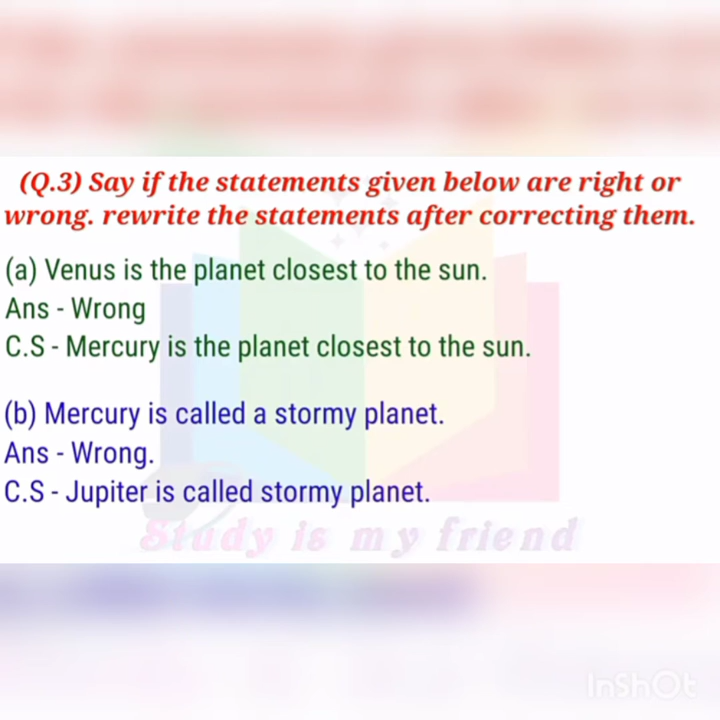 (Q.3) Say if the statements given below are right or
wrong. rewrite the statements after correcting them.
(a) Venus is the planet closest to the sun.
Ans - Wrong
C.S - Mercury is the planet closest to the sun.
(b) Mercury is called a stormy planet.
Ans - Wrong.
C.S - Jupiter is called stormy planet.
Study is my friend
InShOt